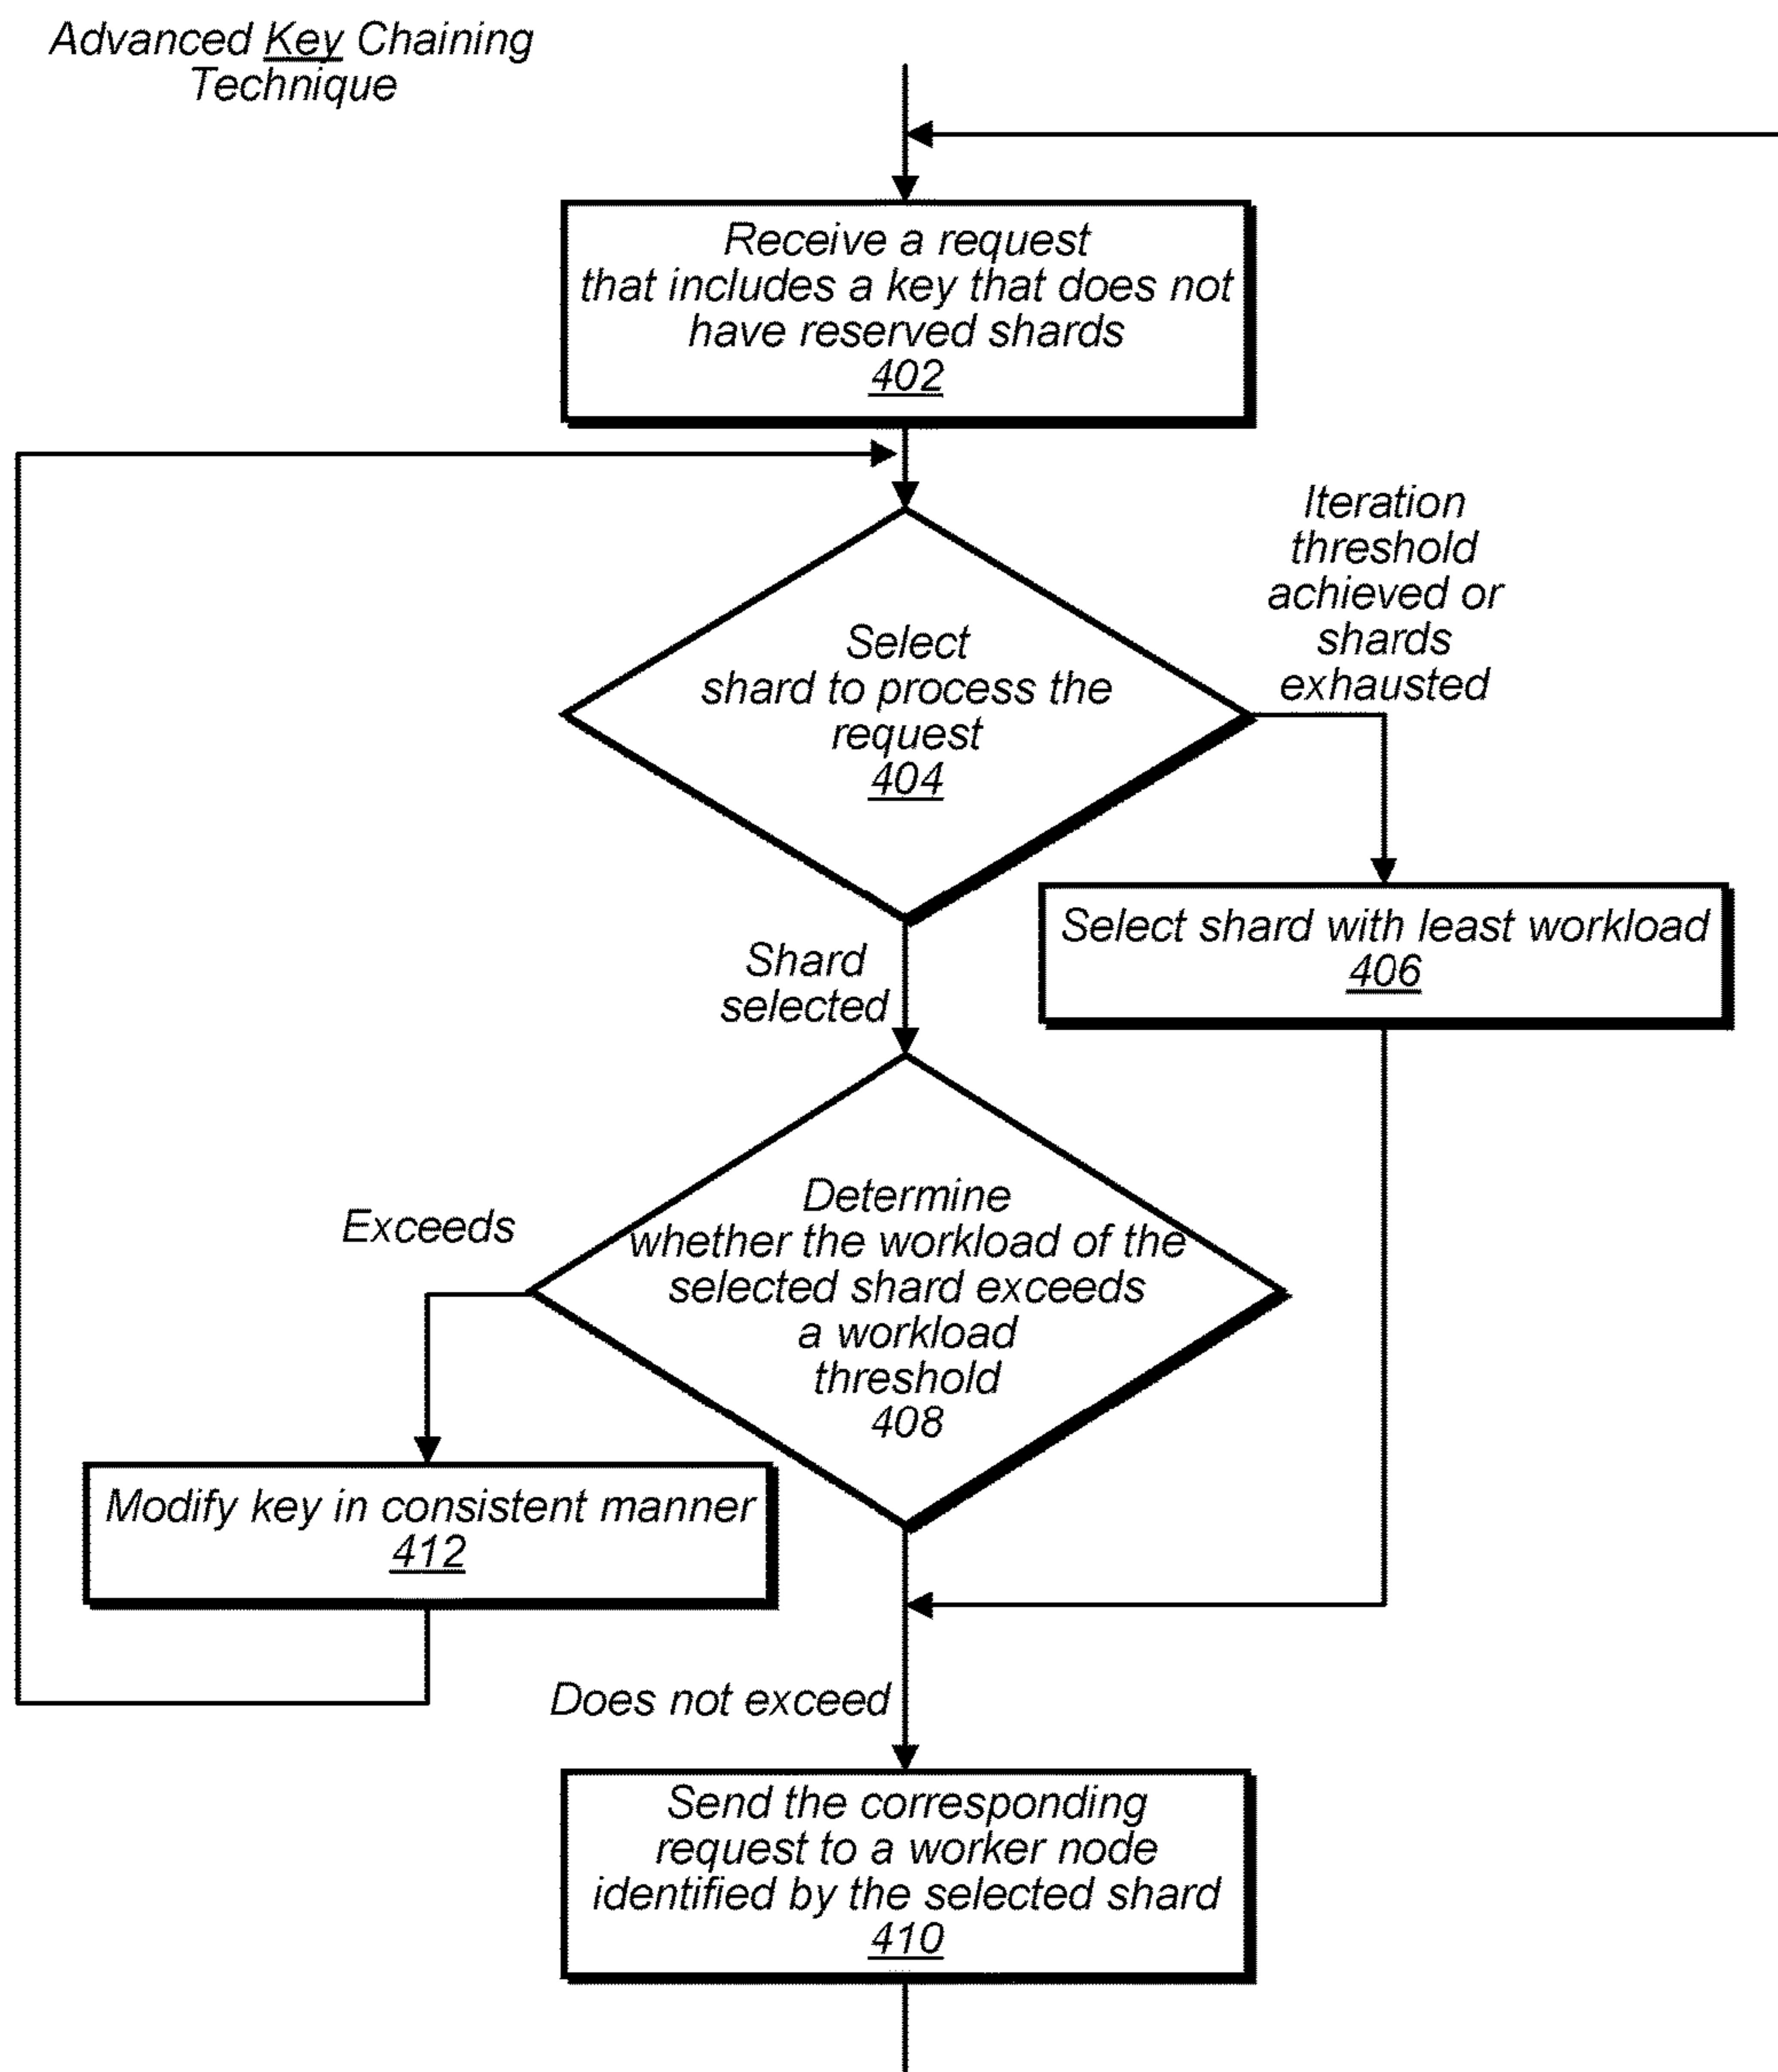 Advanced Key Chaining
Technique
Receive a request
that includes a key that does not
have reserved shards
402
Iteration
threshold
achieved or
shards
exhausted
Select
shard to process the
request
404
Select shard with least workload
406
Shard
selected
Determine
whether the workload of the
selected shard exceeds
a workload
threshold
408
Exceeds
Modify key in consistent manner
412
Does not exceed
Send the corresponding
request to a worker node
identified by the selected shard
410